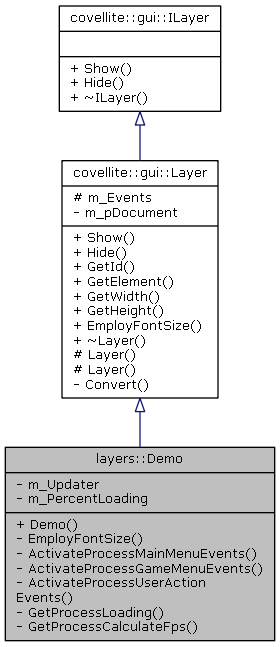 covellite::gui::ILayer
+ Show()
+ Hide()
+ ~ILayer()
covellite::gui::Layer
# m_Events
- m_pDocument
+ Show()
+ Hide()
+ GetId()
+ GetElement()
+ GetWidth()
+ GetHeight()
+ EmployFontSize()
+ ~Layer()
# Layer()
# Layer()
- Convert()
layers::Demo
- m_Updater
- m_PercentLoading
+ Demo()
- EmployFontSize()
- ActivateProcessMainMenuEvents()
- ActivateProcessGameMenuEvents()
- ActivateProcessUserAction
Events()
- GetProcessLoading()
- GetProcessCalculateFps()